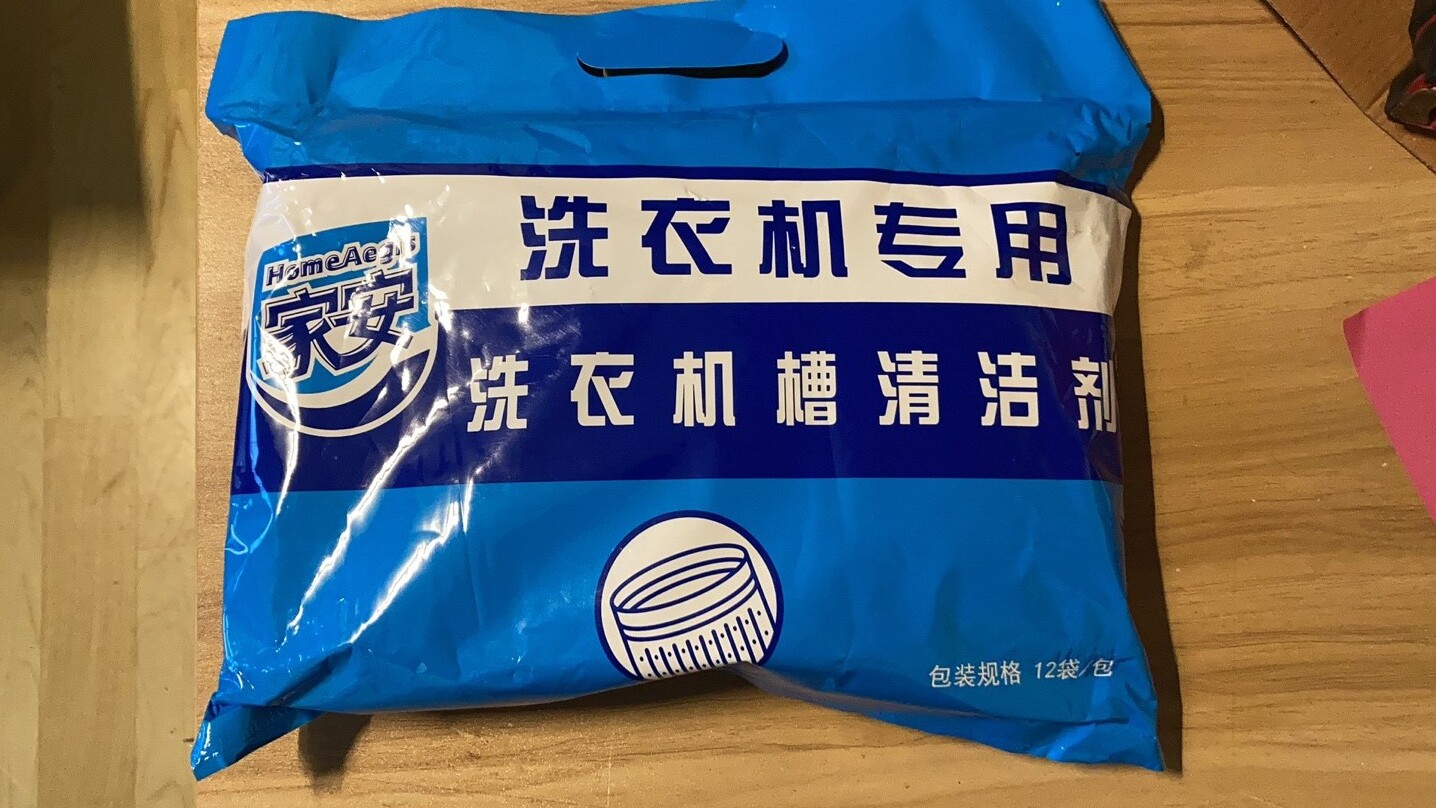 洗衣机专用
HomeAegis
家安
洗衣机槽清洁剂
包装规格 12袋/包